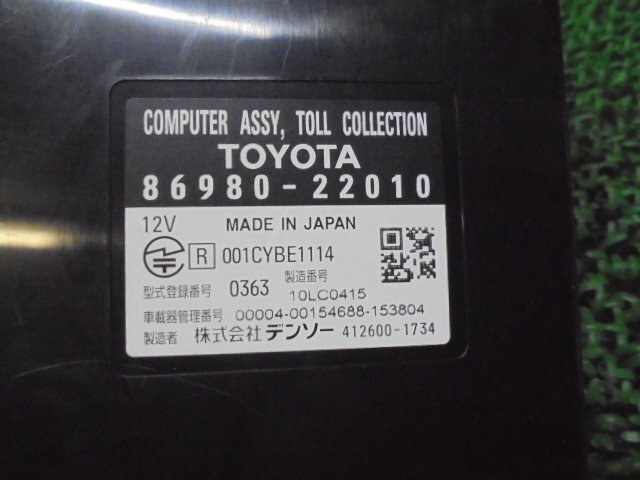 COMPUTER ASSY, TOLL COLLECTION
TOYOTA
86980-22010
12V MADE IN JAPAN
R 001CYBE1114
型式登録番号 0363 製造番号 10LC0415
車載器管理番号 00004-00154688-153804
製造者 株式会社デンソー 412600-1734